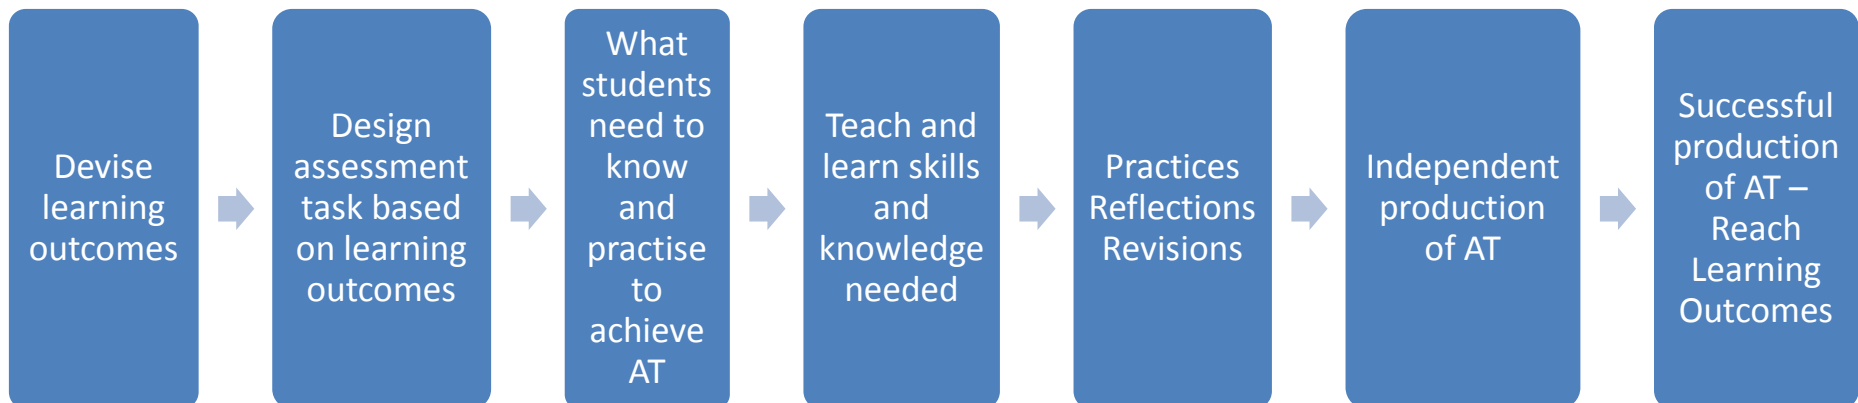 Devise
learning
outcomes
Design
assessment
task based
on learning
outcomes
What
students
need to
know
and
practise
to
achieve
AT
Teach and
learn skills
and
knowledge
needed
Practices
Reflections
Revisions
Independent
production
of AT
Successful
production
of AT –
Reach
Learning
Outcomes